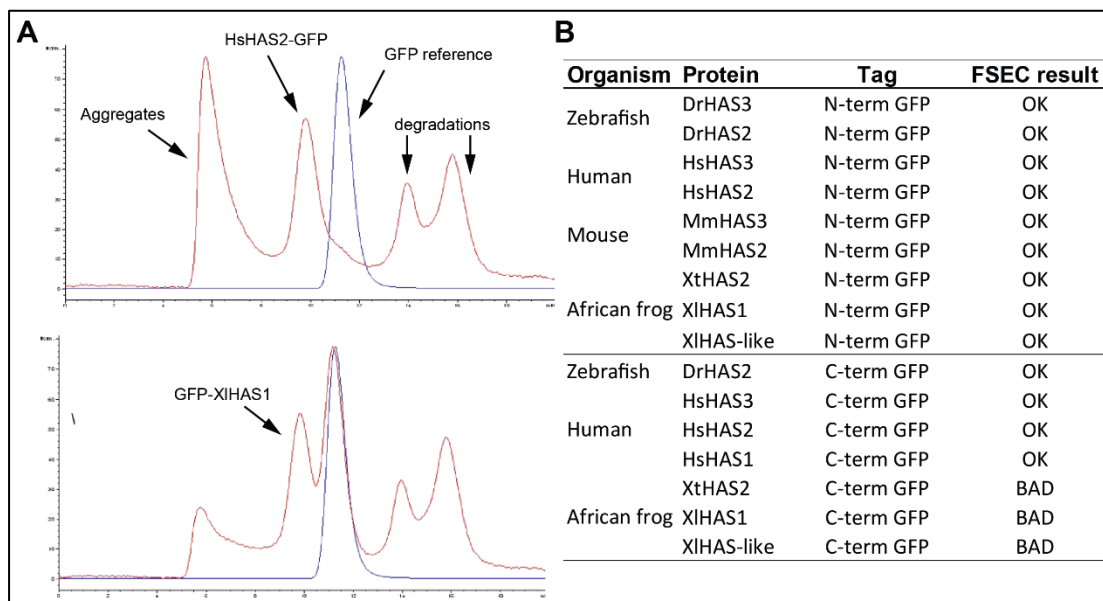 A
HsHAS2-GFP
GFP reference
Aggregates
degradations
GFP-XlHAS1
B
Organism Protein Tag FSEC result
Zebrafish
DrHAS3 N-term GFP OK
DrHAS2 N-term GFP OK
Human
HsHAS3 N-term GFP OK
HsHAS2 N-term GFP OK
Mouse
MmHAS3 N-term GFP OK
MmHAS2 N-term GFP OK
XtHAS2 N-term GFP OK
African frog XlHAS1 N-term GFP OK
XlHAS-like N-term GFP OK
Zebrafish DrHAS2 C-term GFP OK
HsHAS3 C-term GFP OK
Human HsHAS2 C-term GFP OK
HsHAS1 C-term GFP OK
XtHAS2 C-term GFP BAD
African frog XlHAS1 C-term GFP BAD
XlHAS-like C-term GFP BAD